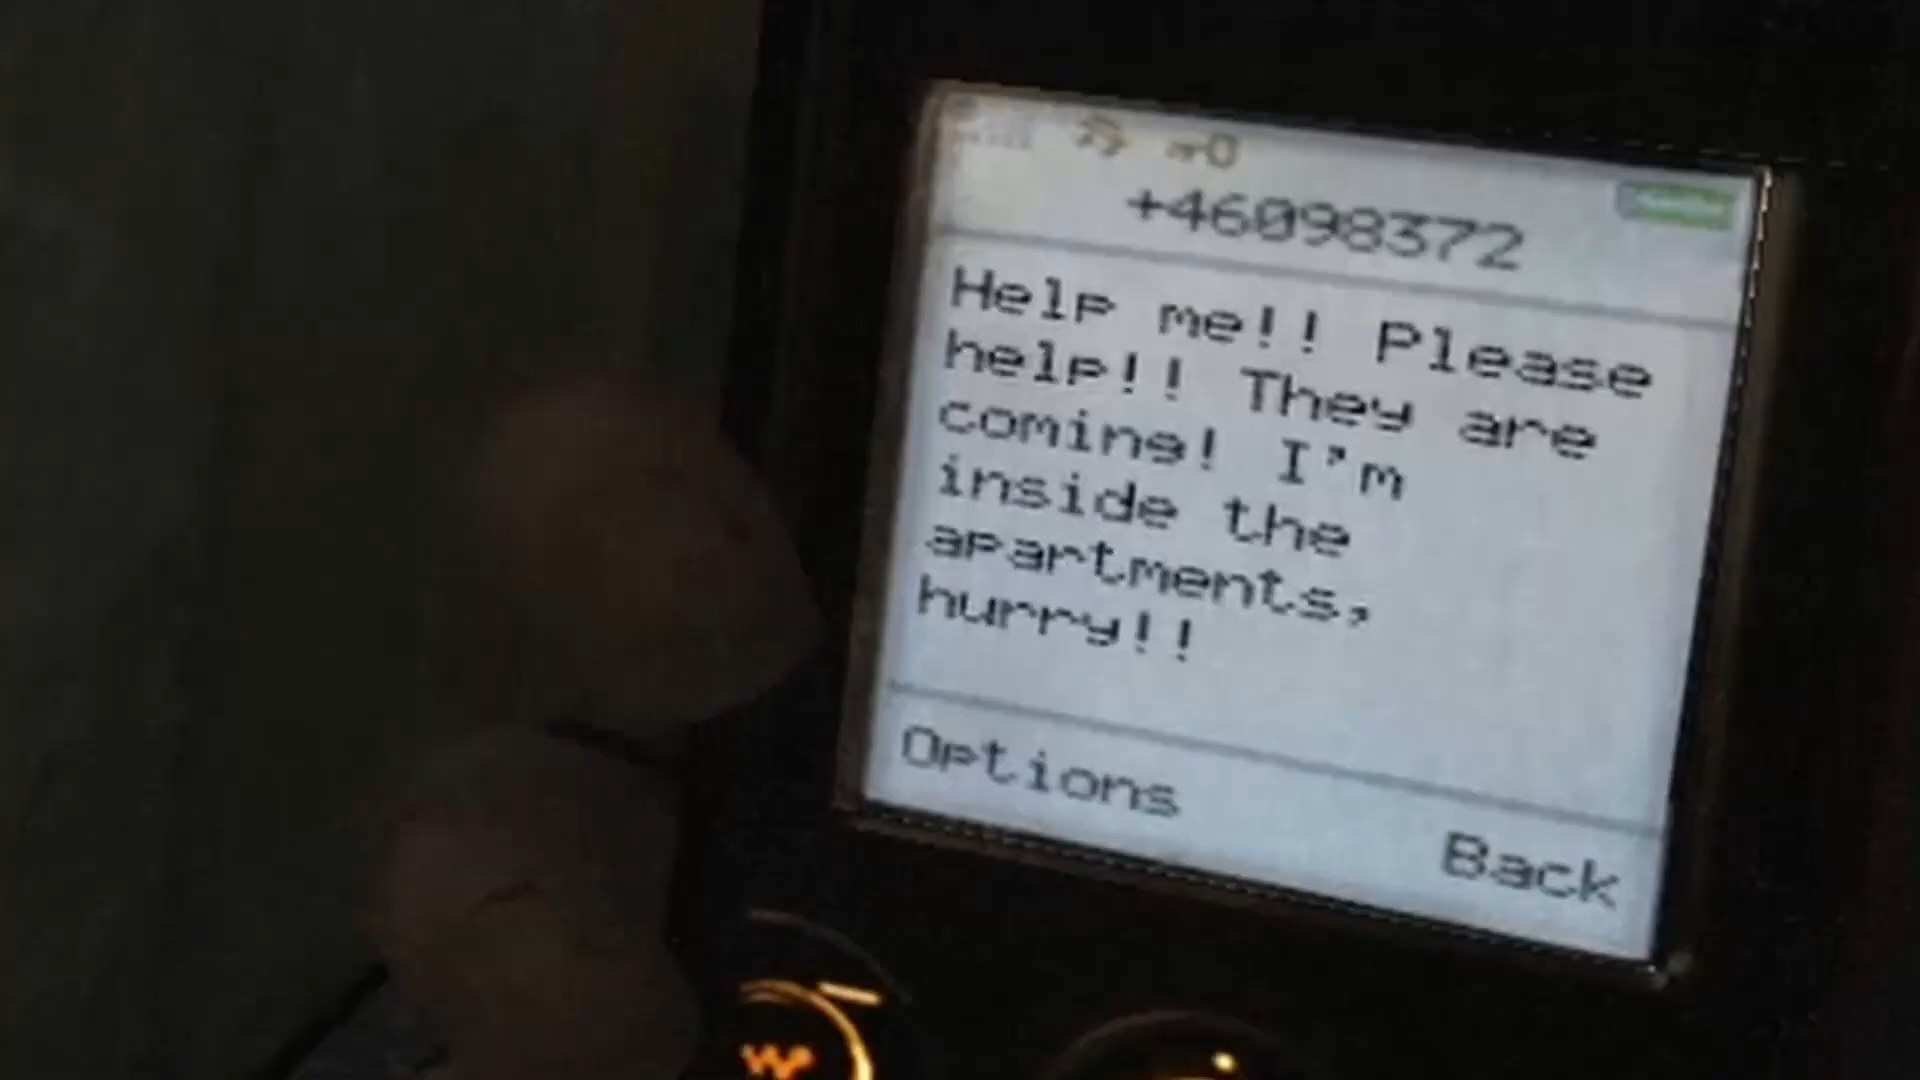 +46098372
Help me!! Please
help!! They are
coming! I'm
inside the
apartments,
hurry!!
Options
Back